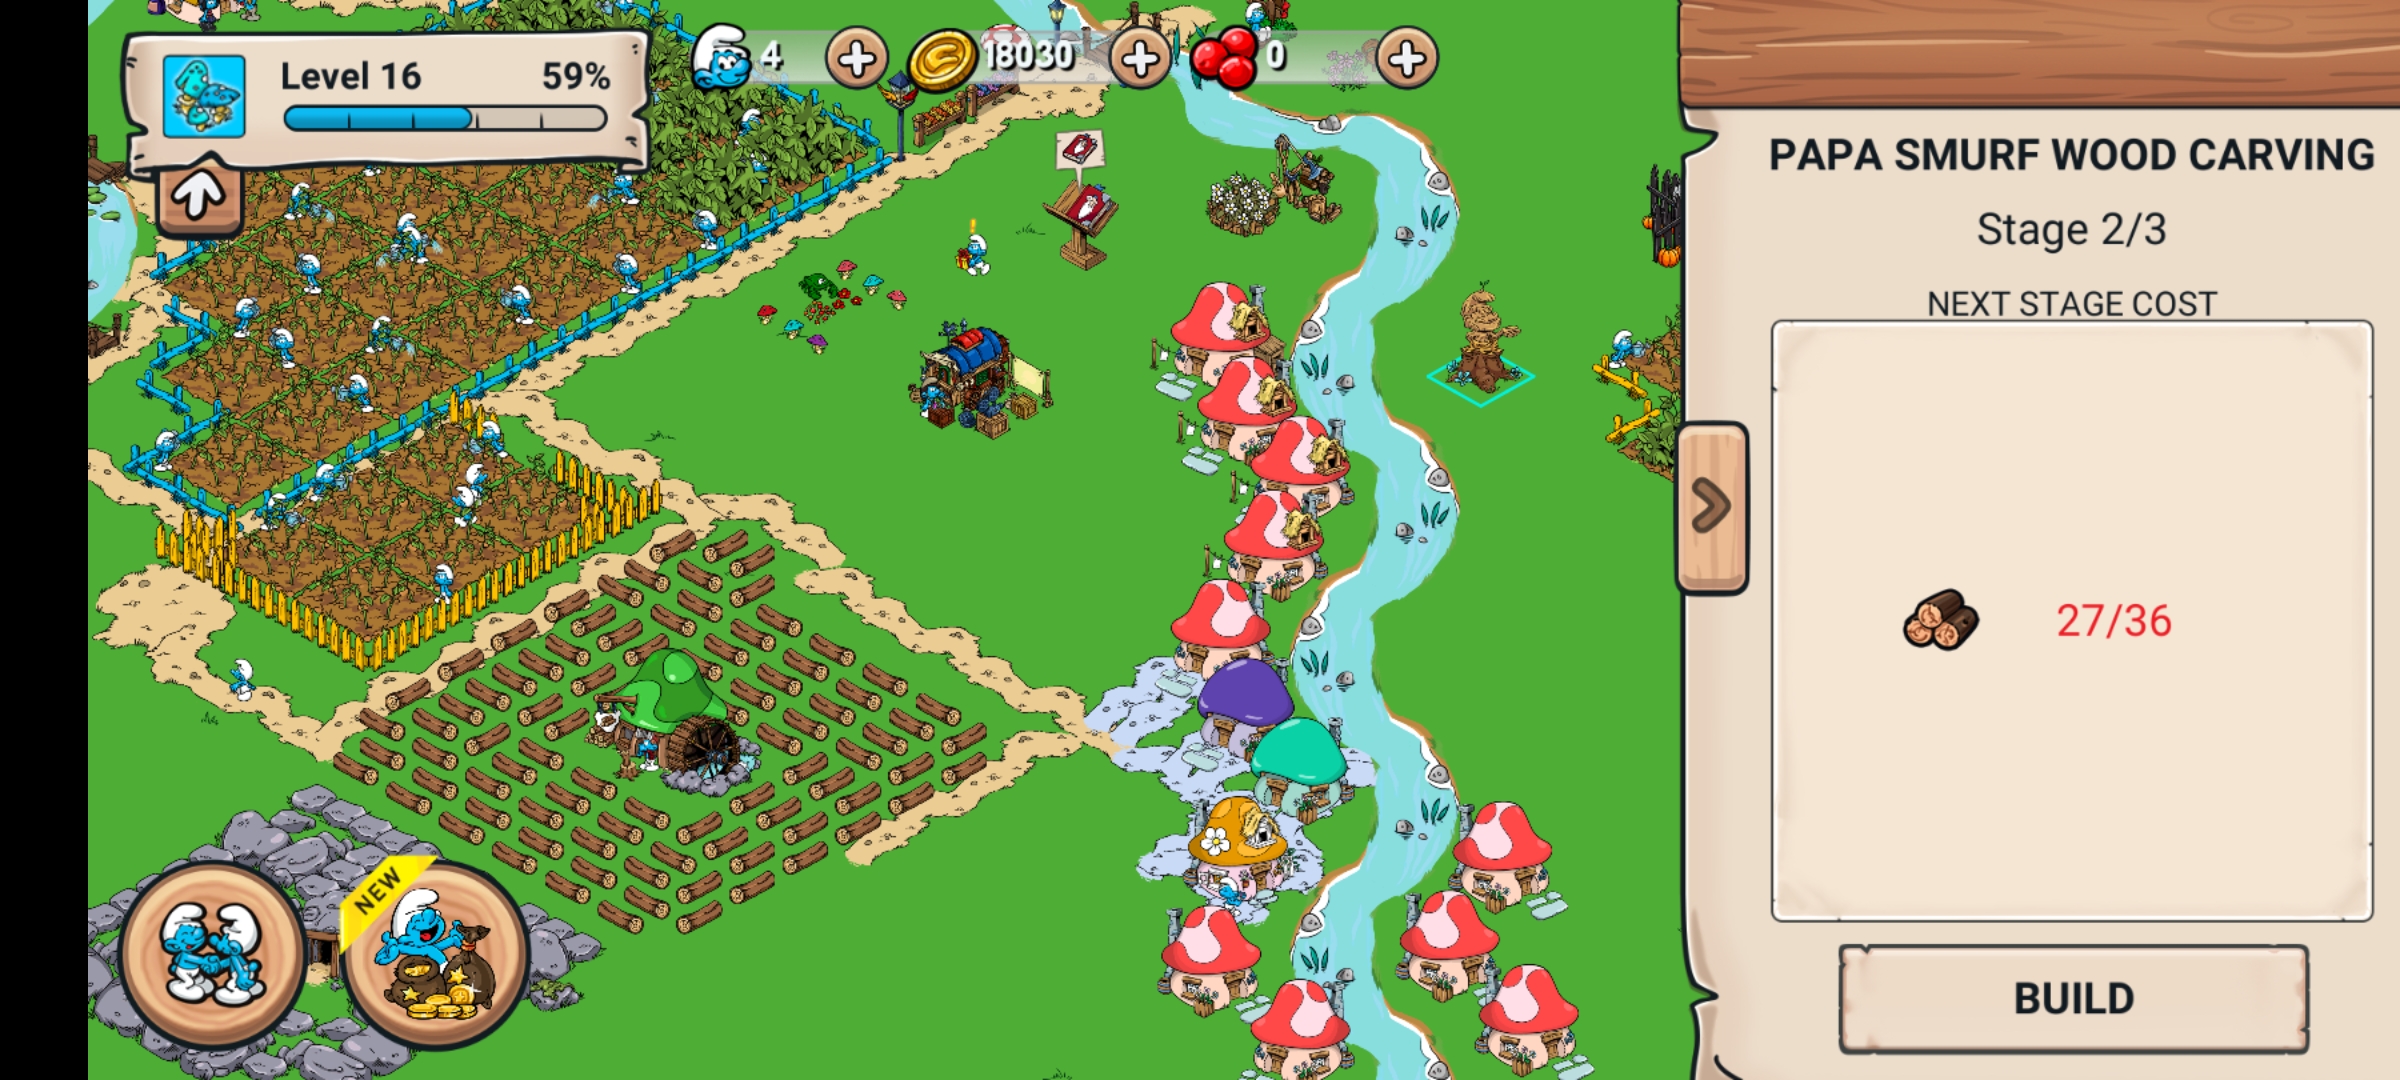 Level 16 59%
4
18030
0
PAPA SMURF WOOD CARVING
Stage 2/3
NEXT STAGE COST
27/36
BUILD
NEW